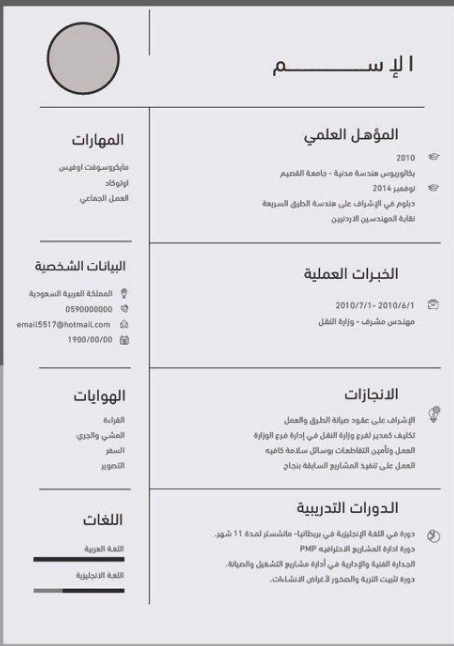 الإســـــم
المؤهل العلمي
2010
بكالوريوس هندسة مدنية - جامعة القصيم
نوفمبر 2014
دبلوم في الإشراف على هندسة الطرق السريعة
نقابة المهندسين الاردنيين
الخبرات العملية
2010/7/1- 2010/6/1
مهندس مشرف - وزارة النقل
الانجازات
الإشراف على عقود صيانة الطرق والعمل
تكليف كمدير لفرع وزارة النقل في إدارة فرع الوزارة
العمل وتأمين التقاطعات بوسائل سلامة كافيه
العمل على تنفيذ المشاريع السابقة بنجاح
الدورات التدريبية
دورة في اللغة الإنجليزية في بريطانيا- مانشستر لمدة 11 شهر.
دورة ادارة المشاريع الاحترافيه PMP
الجدارة الفنية والإدارية في أدارة مشاريع التشغيل والصيانة.
دورة تثبيت التربة والصخور لأغراض الانشاءات.
المهارات
مايكروسوفت اوفيس
اوتوكاد
العمل الجماعي
البيانات الشخصية
المملكة العربية السعودية
0590000000
email5517@hotmail.com
1900/00/00
الهوايات
القراءة
المشي والجري
السفر
التصوير
اللغات
اللغة العربية
اللغة الانجليزية